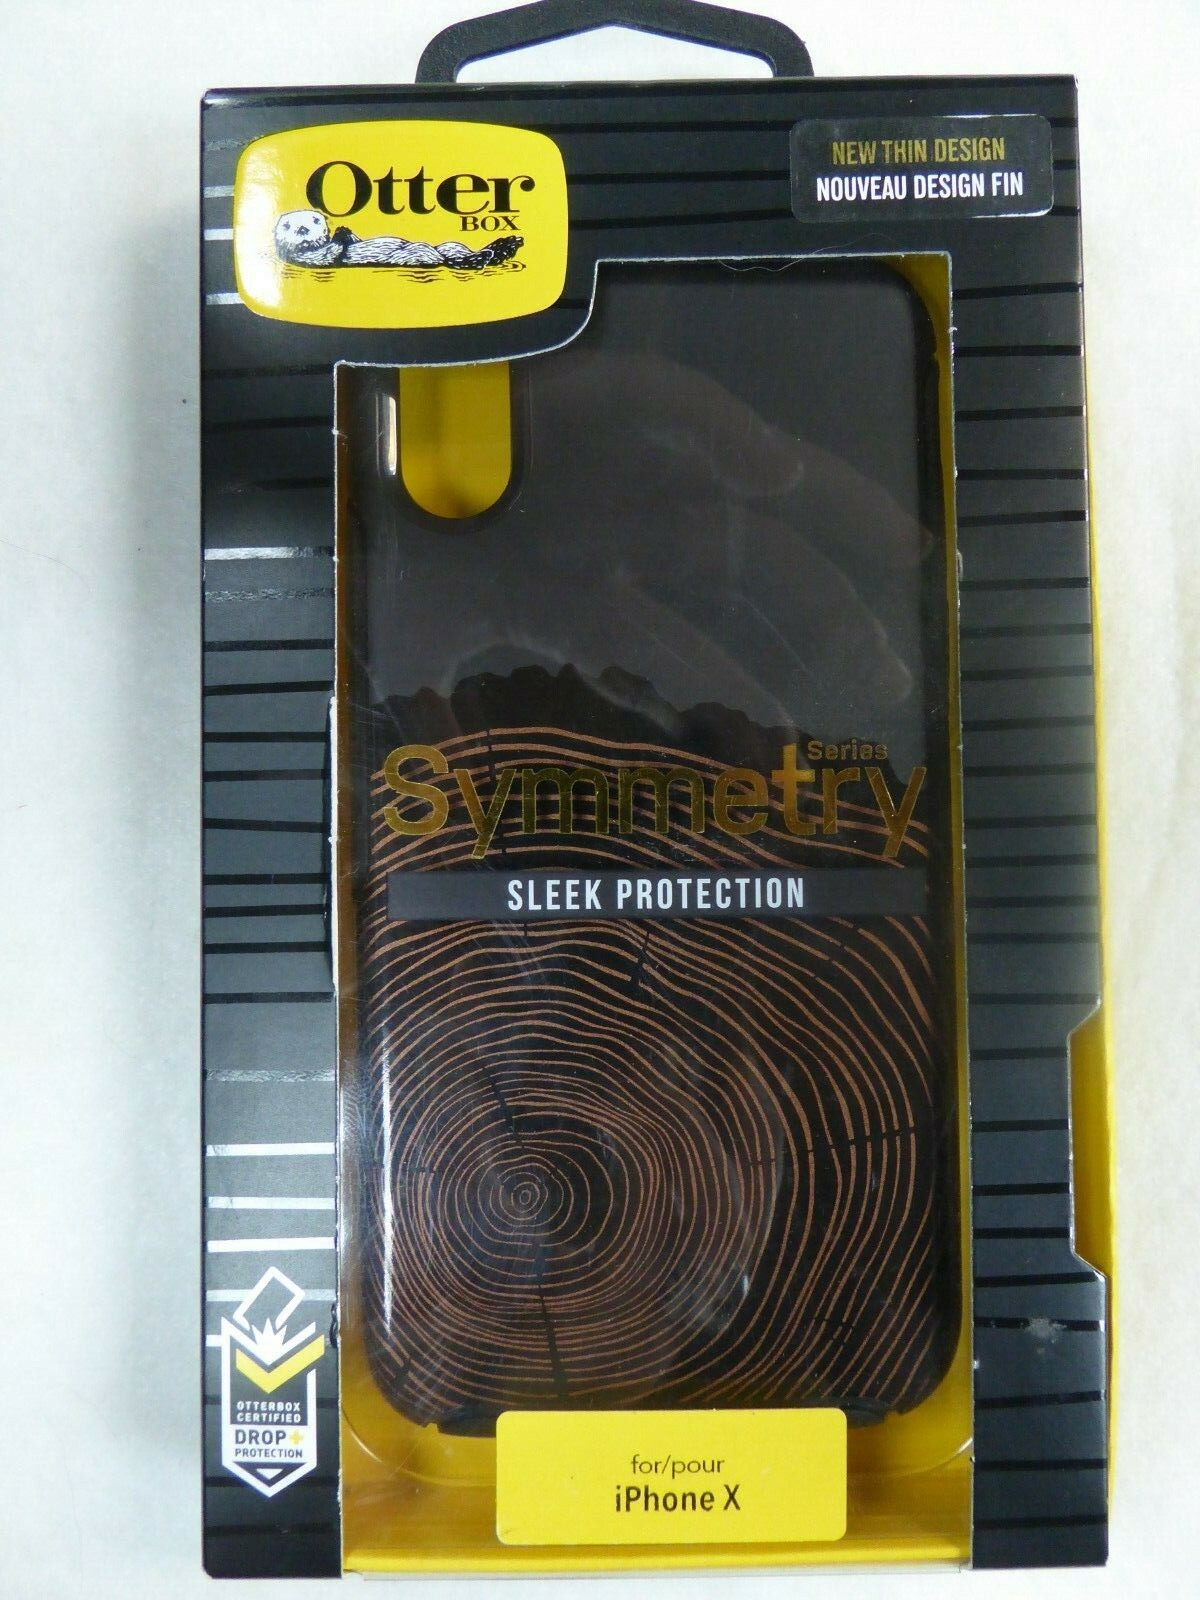 Otter
BOX
NEW THIN DESIGN
NOUVEAU DESIGN FIN
Series
Symmetry
SLEEK PROTECTION
OTTERBOX
CERTIFIED
DROP+
PROTECTION
for/pour
iPhone X